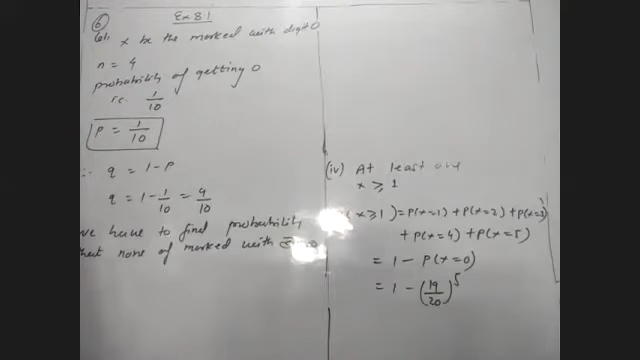 Ex 8.1
(6)
Let x be the marked with digit 0
n = 4
probability of getting 0
i.e. 1/10
P = 1/10
∴ q = 1 - P
q = 1 - 1/10 = 9/10
we have to find probability
that none of marked with
(iv) At least one
x ≥ 1
(x ≥ 1) = P(x=1) + P(x=2) + P(x=3)
+ P(x=4) + P(x=5)
= 1 - P(x=0)
= 1 - (19/20)^5